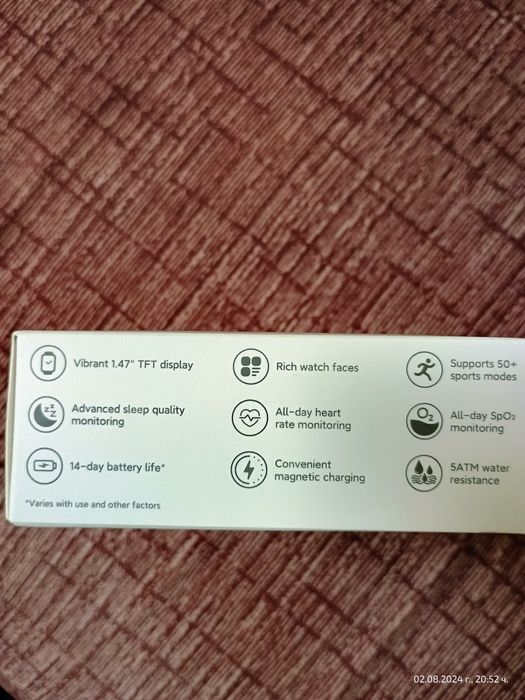 Vibrant 1.47" TFT display
Rich watch faces
Supports 50+
sports modes
Advanced sleep quality
monitoring
All-day heart
rate monitoring
O₂
All-day SpO₂
monitoring
14-day battery life*
Convenient
magnetic charging
5ATM water
resistance
*Varies with use and other factors
02.08.2024 г., 20:52 ч.